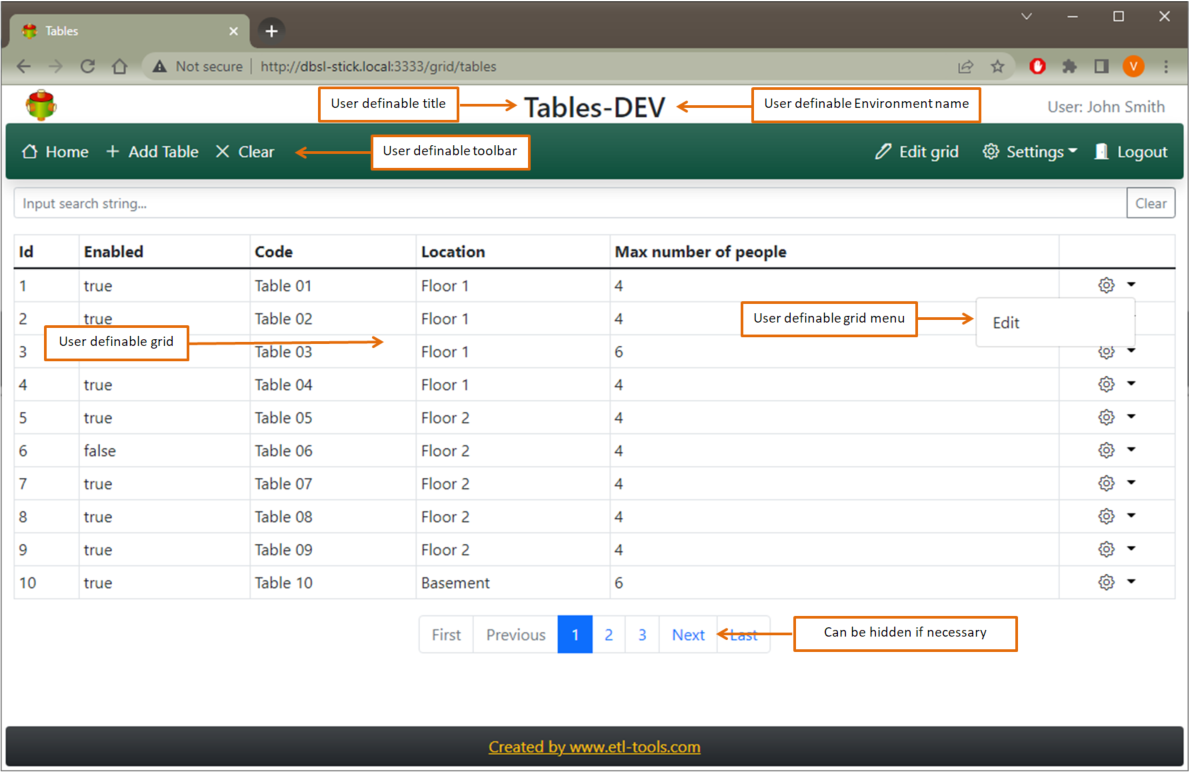 Tables
Not secure | http://dbsl-stick.local:3333/grid/tables V
User definable title Tables-DEV User definable Environment name User: John Smith
Home Add Table Clear User definable toolbar Edit grid Settings Logout
Input search string... Clear
Id Enabled Code Location Max number of people
1 true Table 01 Floor 1 4
2 true Table 02 Floor 1 4 User definable grid menu Edit
3 User definable grid Table 03 Floor 1 6
4 true Table 04 Floor 1 4
5 true Table 05 Floor 2 4
6 false Table 06 Floor 2 4
7 true Table 07 Floor 2 4
8 true Table 08 Floor 2 4
9 true Table 09 Floor 2 4
10 true Table 10 Basement 6
First Previous 1 2 3 Next Last Can be hidden if necessary
Created by www.etl-tools.com